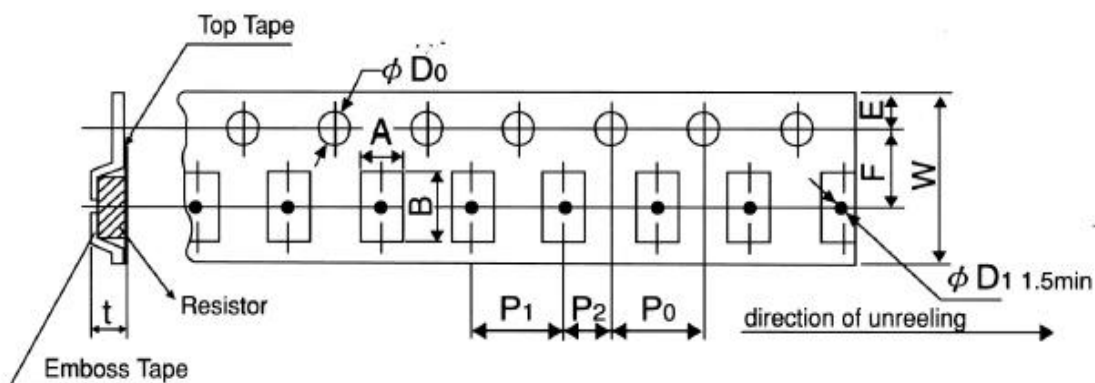 Top Tape
φ D0
A
E
F
W
B
φ D1 1.5min
t
Resistor
P1
P2
P0
direction of unreeling
Emboss Tape